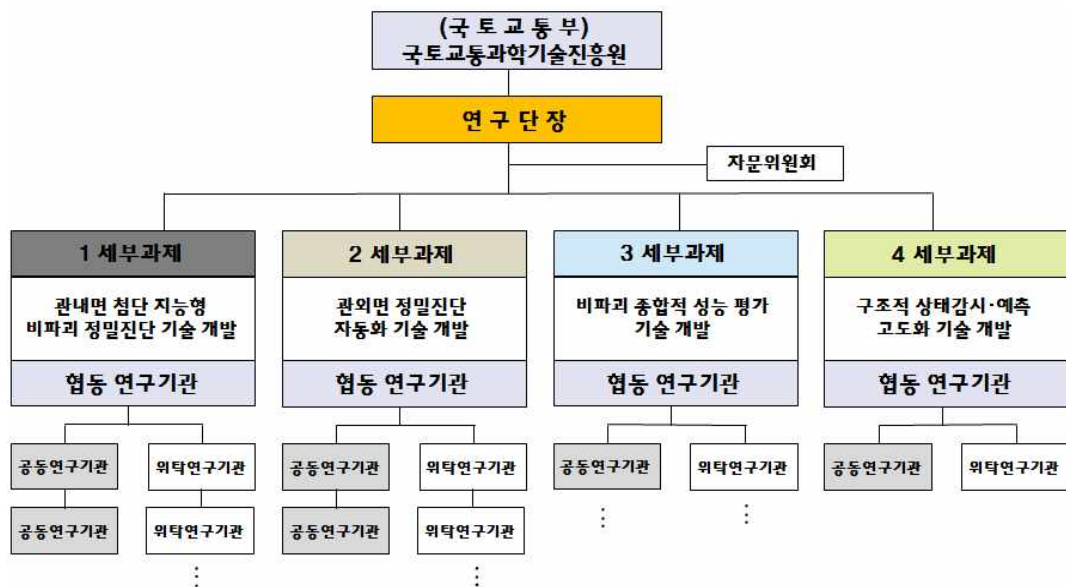 (국 토 교 통 부)
국토교통과학기술진흥원
연 구 단 장
자문위원회
1 세부과제
관내면 첨단 지능형
비파괴 정밀진단 기술 개발
협동 연구기관
공동연구기관
위탁연구기관
공동연구기관
위탁연구기관
2 세부과제
관외면 정밀진단
자동화 기술 개발
협동 연구기관
공동연구기관
위탁연구기관
공동연구기관
위탁연구기관
3 세부과제
비파괴 종합적 성능 평가
기술 개발
협동 연구기관
공동연구기관
위탁연구기관
4 세부과제
구조적 상태감시·예측
고도화 기술 개발
협동 연구기관
공동연구기관
위탁연구기관